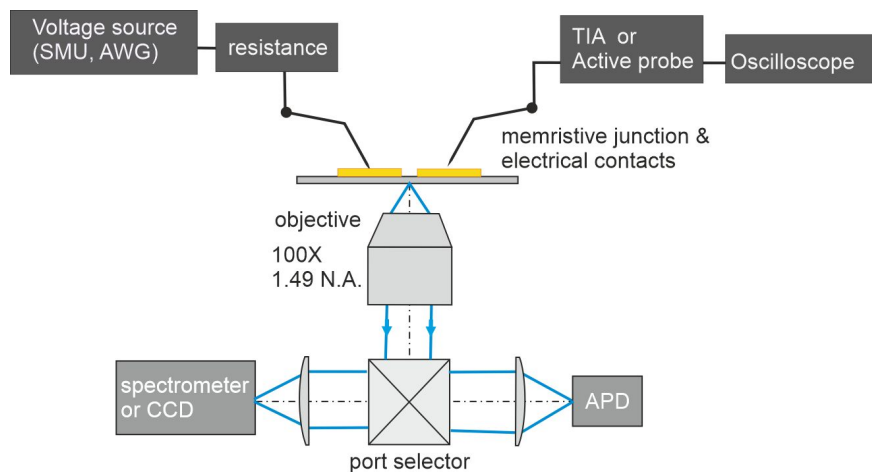 Voltage source
(SMU, AWG)
resistance
TIA or
Active probe
Oscilloscope
memristive junction &
electrical contacts
objective
100X
1.49 N.A.
spectrometer
or CCD
APD
port selector